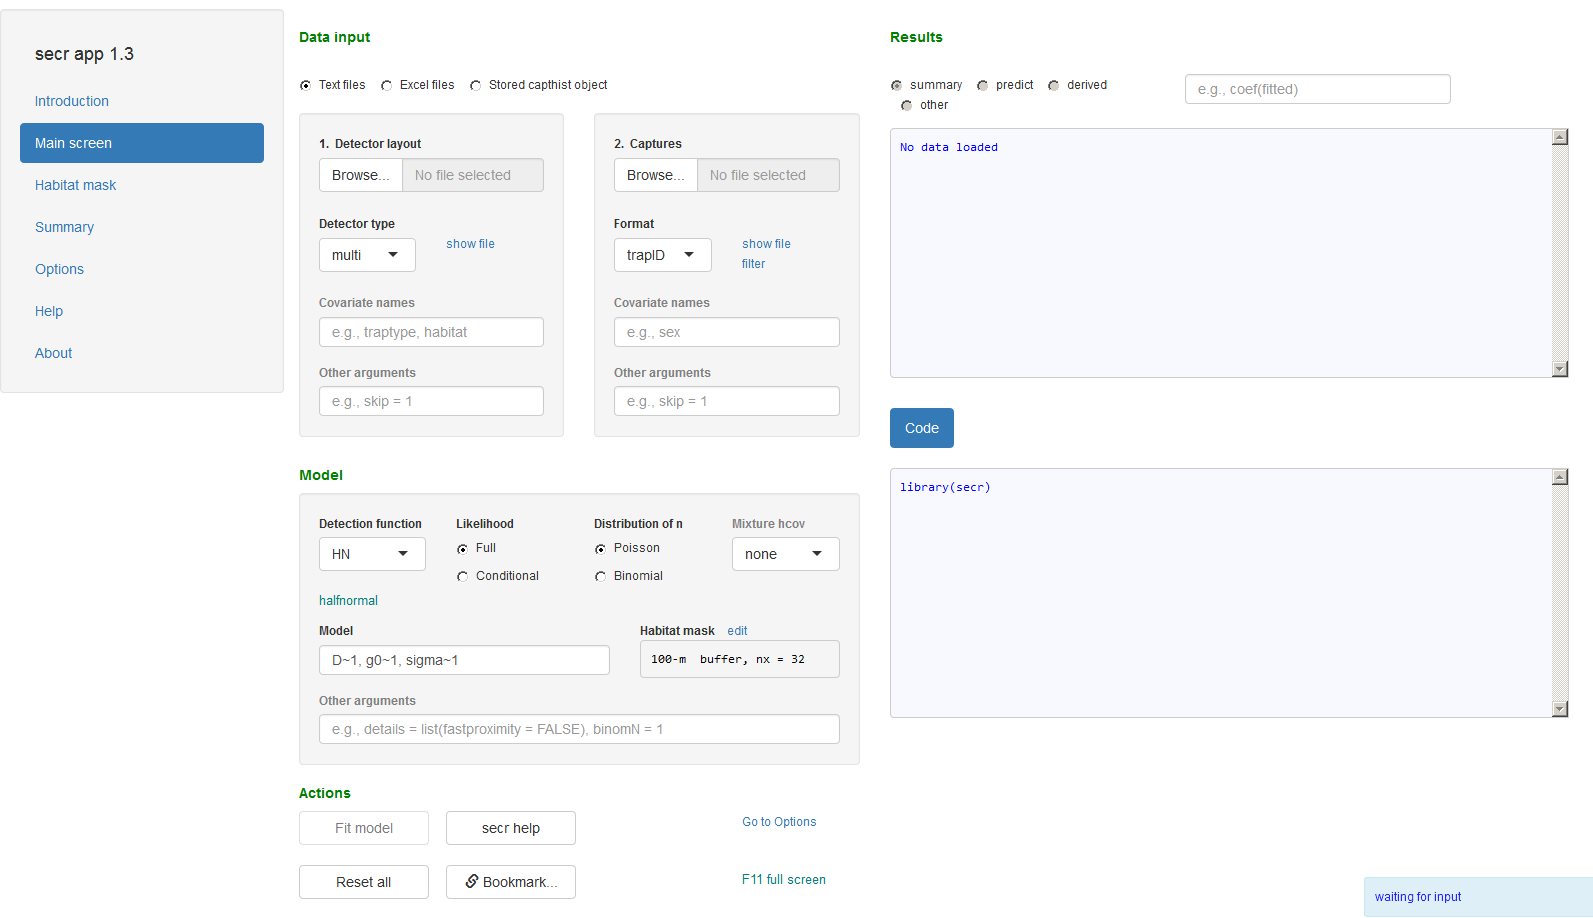 secr app 1.3
Introduction
Main screen
Habitat mask
Summary
Options
Help
About
Data input
Text files Excel files Stored capthist object
1. Detector layout
Browse... No file selected
Detector type
multi show file
Covariate names
e.g., traptype, habitat
Other arguments
e.g., skip = 1
2. Captures
Browse... No file selected
Format
trapID show file
filter
Covariate names
e.g., sex
Other arguments
e.g., skip = 1
Model
Detection function Likelihood Distribution of n Mixture hcov
HN Full Poisson none
Conditional Binomial
halfnormal
Model Habitat mask edit
D~1, g0~1, sigma~1 100-m buffer, nx = 32
Other arguments
e.g., details = list(fastproximity = FALSE), binomN = 1
Actions
Fit model secr help Go to Options
Reset all Bookmark... F11 full screen
Results
summary predict derived e.g., coef(fitted)
other
No data loaded
Code
library(secr)
waiting for input